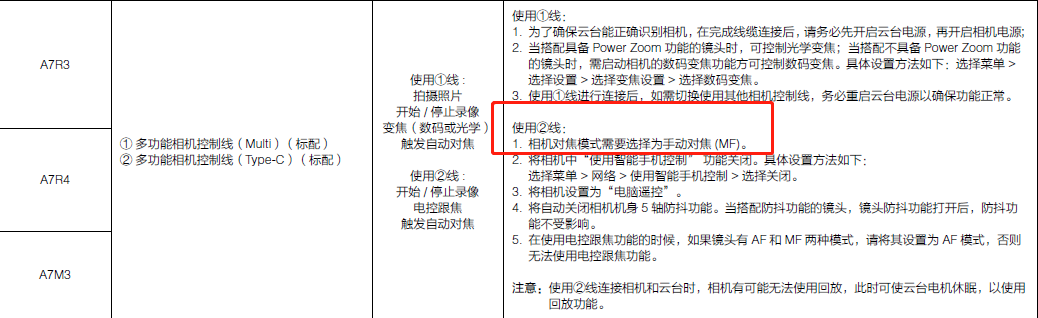 A7R3
A7R4
A7M3
① 多功能相机控制线（Multi）（标配）
② 多功能相机控制线（Type-C）（标配）
使用①线：
拍摄照片
开始 / 停止录像
变焦（数码或光学）
触发自动对焦
使用②线：
开始 / 停止录像
电控跟焦
触发自动对焦
使用①线：
1. 为了确保云台能正确识别相机，在完成线缆连接后，请务必先开启云台电源，再开启相机电源;
2. 当搭配具备 Power Zoom 功能的镜头时，可控制光学变焦；当搭配不具备 Power Zoom 功能
的镜头时，需启动相机的数码变焦功能方可控制数码变焦。具体设置方法如下：选择菜单 >
选择设置 > 选择变焦设置 > 选择数码变焦。
3. 使用①线进行连接后，如需切换使用其他相机控制线，务必重启云台电源以确保功能正常。
使用②线：
1. 相机对焦模式需要选择为手动对焦 (MF)。
2. 将相机中“使用智能手机控制” 功能关闭。具体设置方法如下：
选择菜单 > 网络 > 使用智能手机控制 > 选择关闭。
3. 将相机设置为“电脑遥控”。
4. 将自动关闭相机机身 5 轴防抖功能。当搭配防抖功能的镜头，镜头防抖功能打开后，防抖功
能不受影响。
5. 在使用电控跟焦功能的时候，如果镜头有 AF 和 MF 两种模式，请将其设置为 AF 模式，否则
无法使用电控跟焦功能。
注意：使用②线连接相机和云台时，相机有可能无法使用回放，此时可使云台电机休眠，以使用
回放功能。